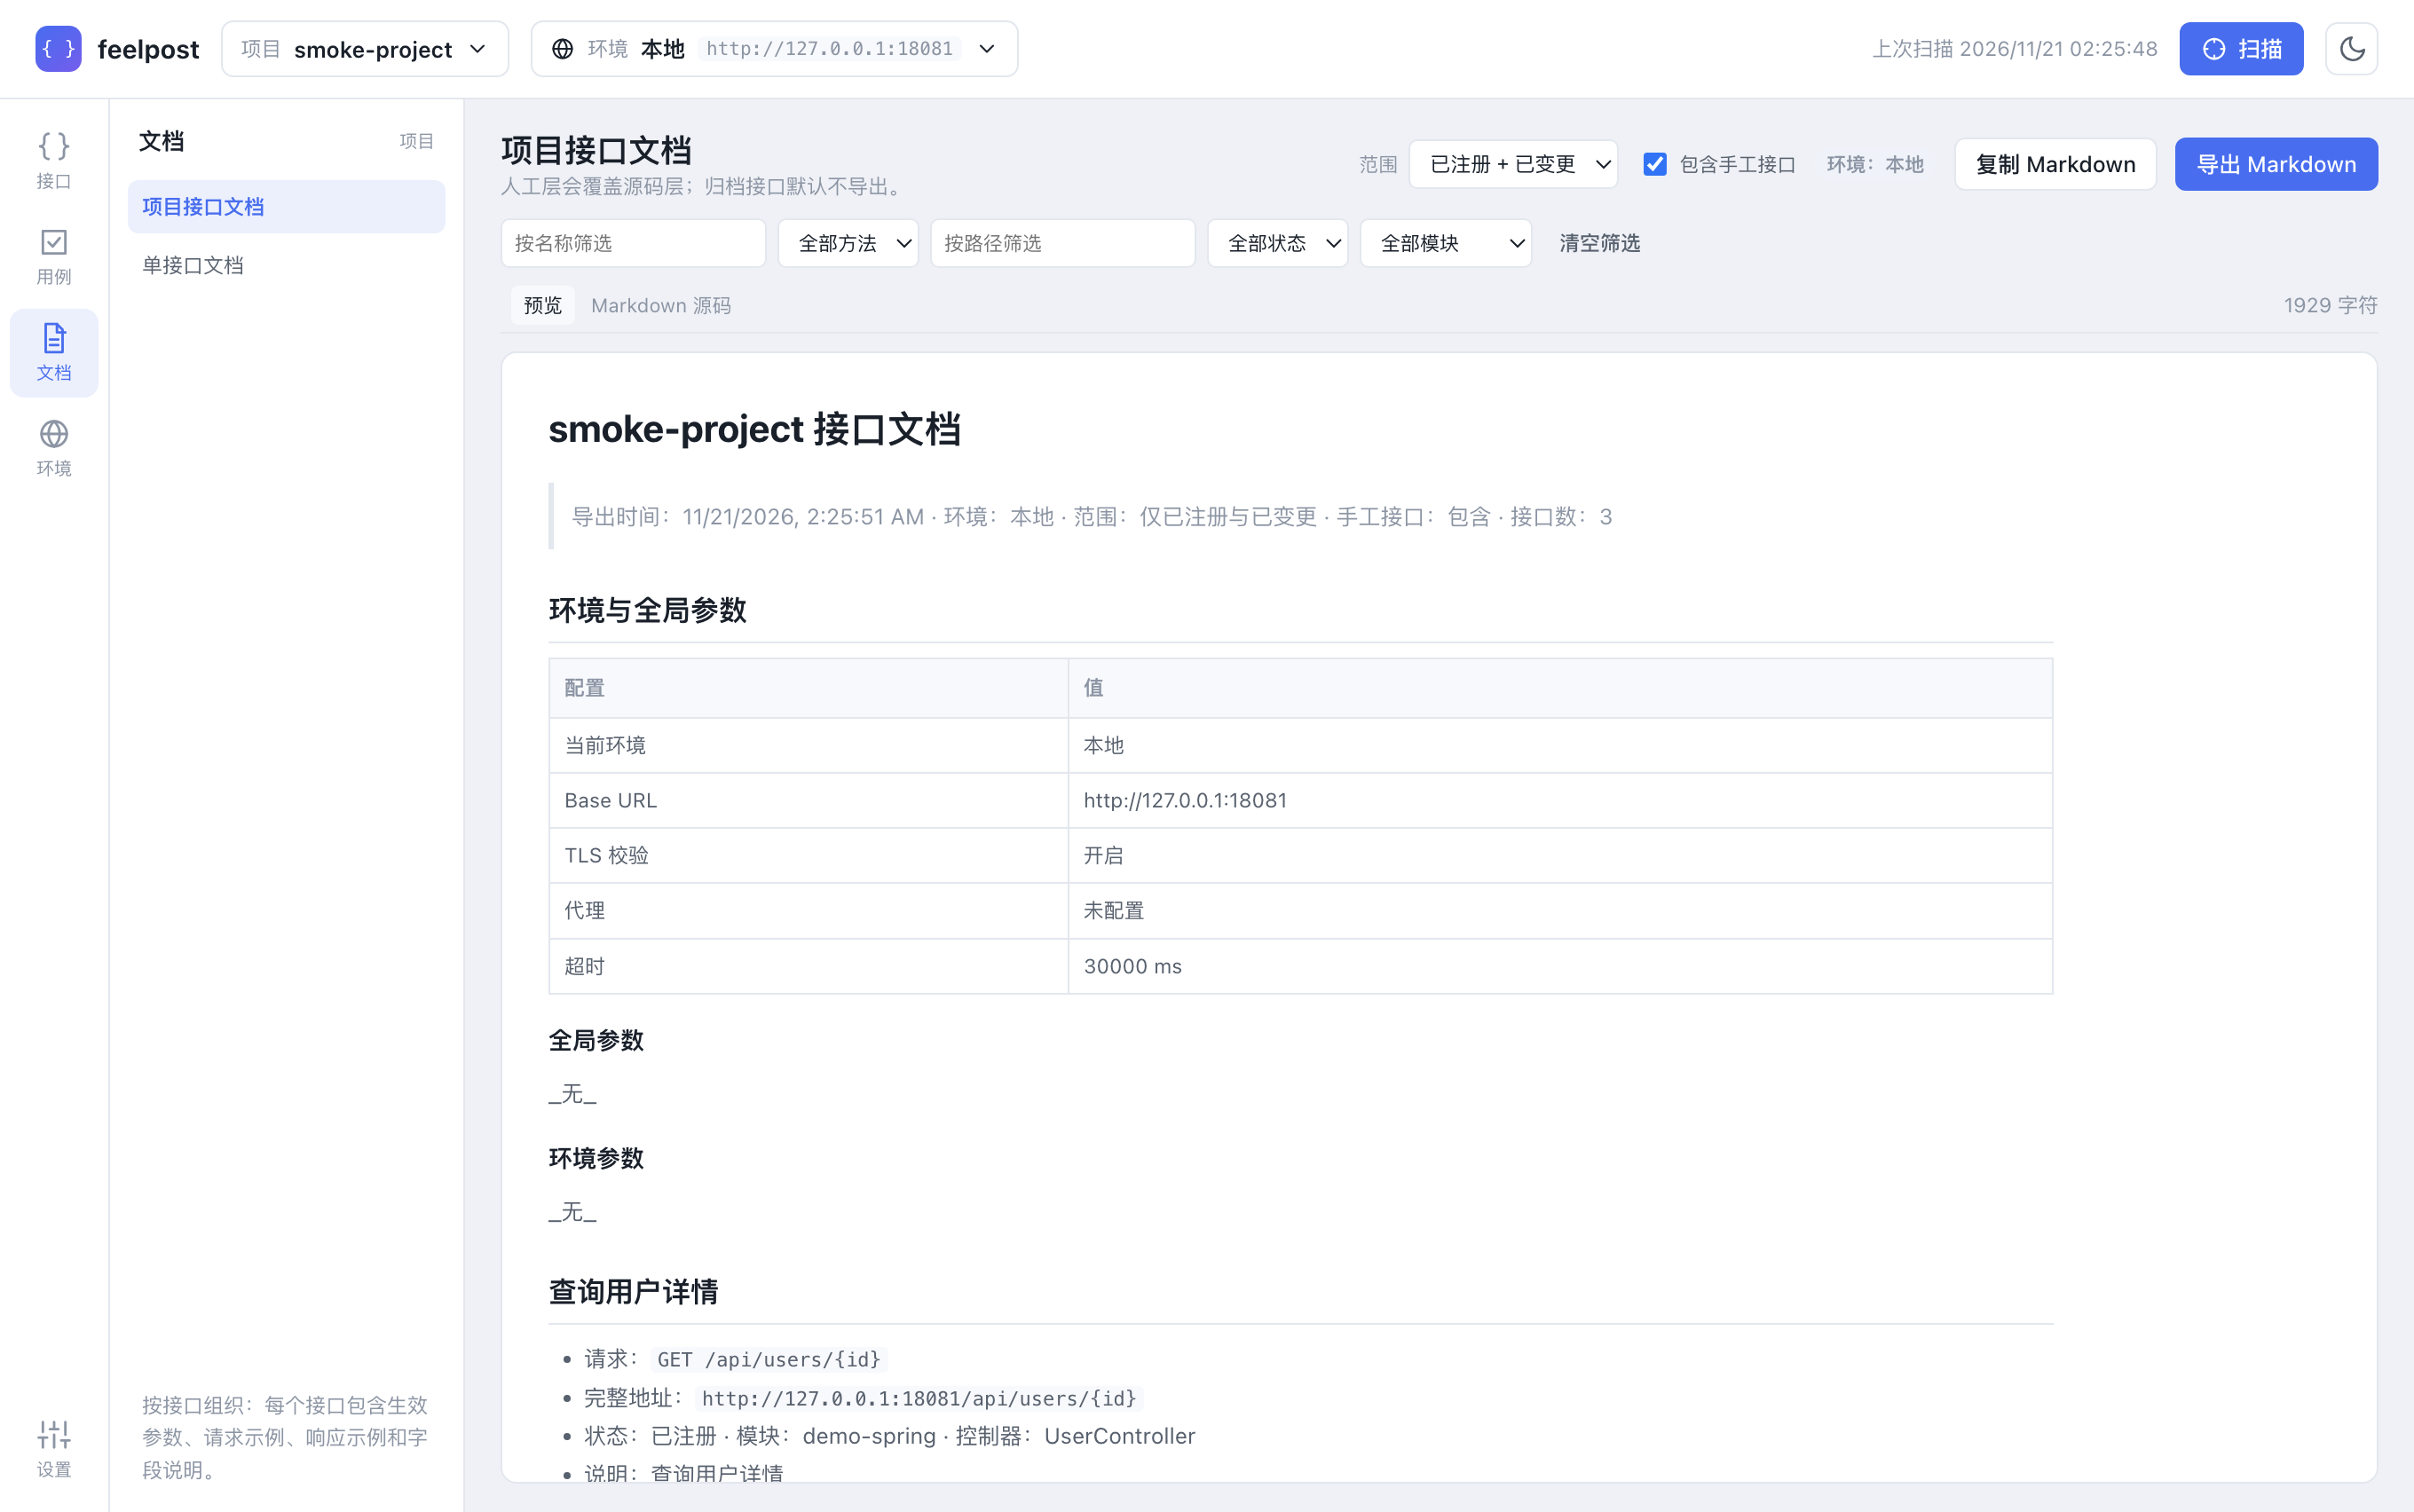 { } feelpost 项目 smoke-project 环境 本地 http://127.0.0.1:18081 上次扫描 2026/11/21 02:25:48 扫描
接口
用例
文档
环境
设置
文档 项目
项目接口文档
单接口文档
按接口组织：每个接口包含生效
参数、请求示例、响应示例和字
段说明。
项目接口文档
人工层会覆盖源码层；归档接口默认不导出。
范围 已注册 + 已变更 包含手工接口 环境：本地 复制 Markdown 导出 Markdown
按名称筛选 全部方法 按路径筛选 全部状态 全部模块 清空筛选
预览 Markdown 源码 1929 字符
smoke-project 接口文档
导出时间：11/21/2026, 2:25:51 AM · 环境：本地 · 范围：仅已注册与已变更 · 手工接口：包含 · 接口数：3
环境与全局参数
配置 值
当前环境 本地
Base URL http://127.0.0.1:18081
TLS 校验 开启
代理 未配置
超时 30000 ms
全局参数
_无_
环境参数
_无_
查询用户详情
• 请求： GET /api/users/{id}
• 完整地址： http://127.0.0.1:18081/api/users/{id}
• 状态：已注册 · 模块：demo-spring · 控制器：UserController
• 说明：查询用户详情